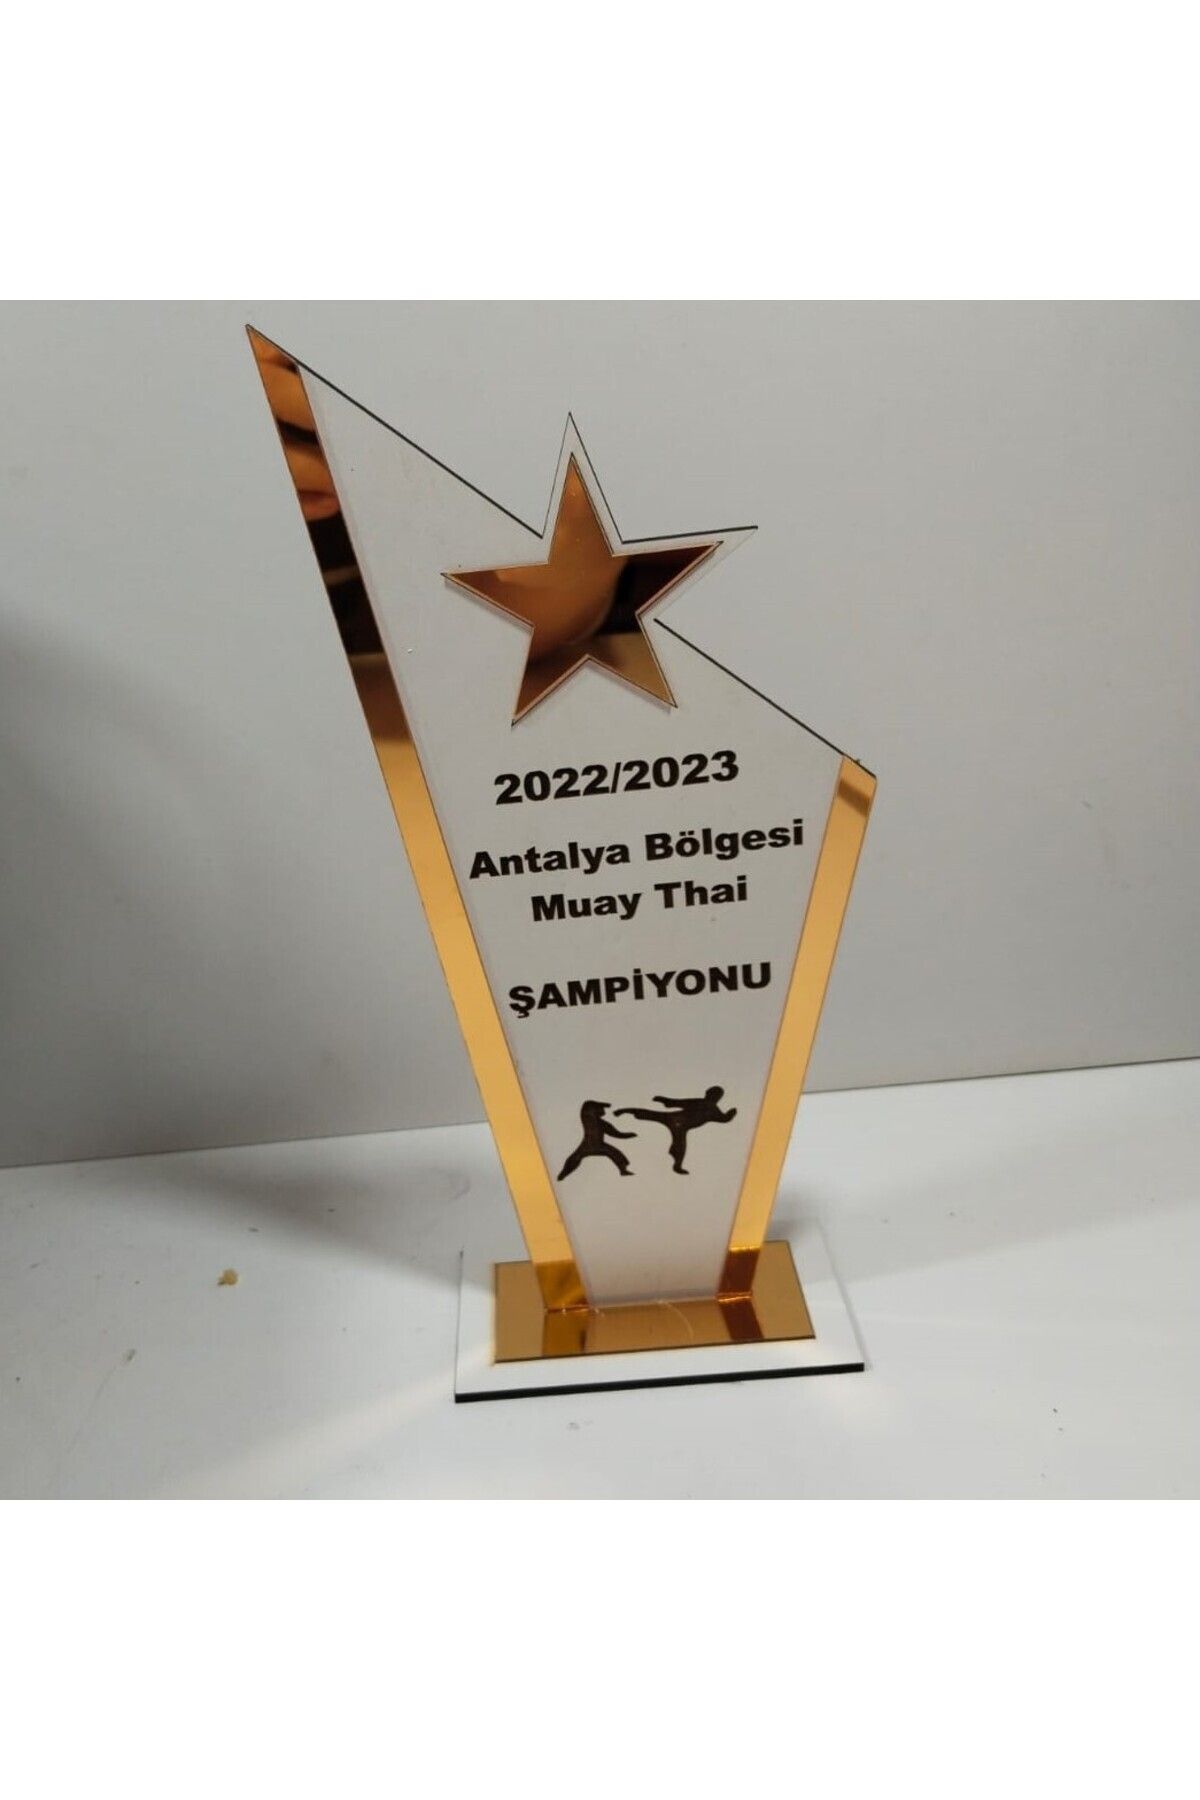 2022/2023
Antalya Bölgesi
Muay Thai
ŞAMPİYONU